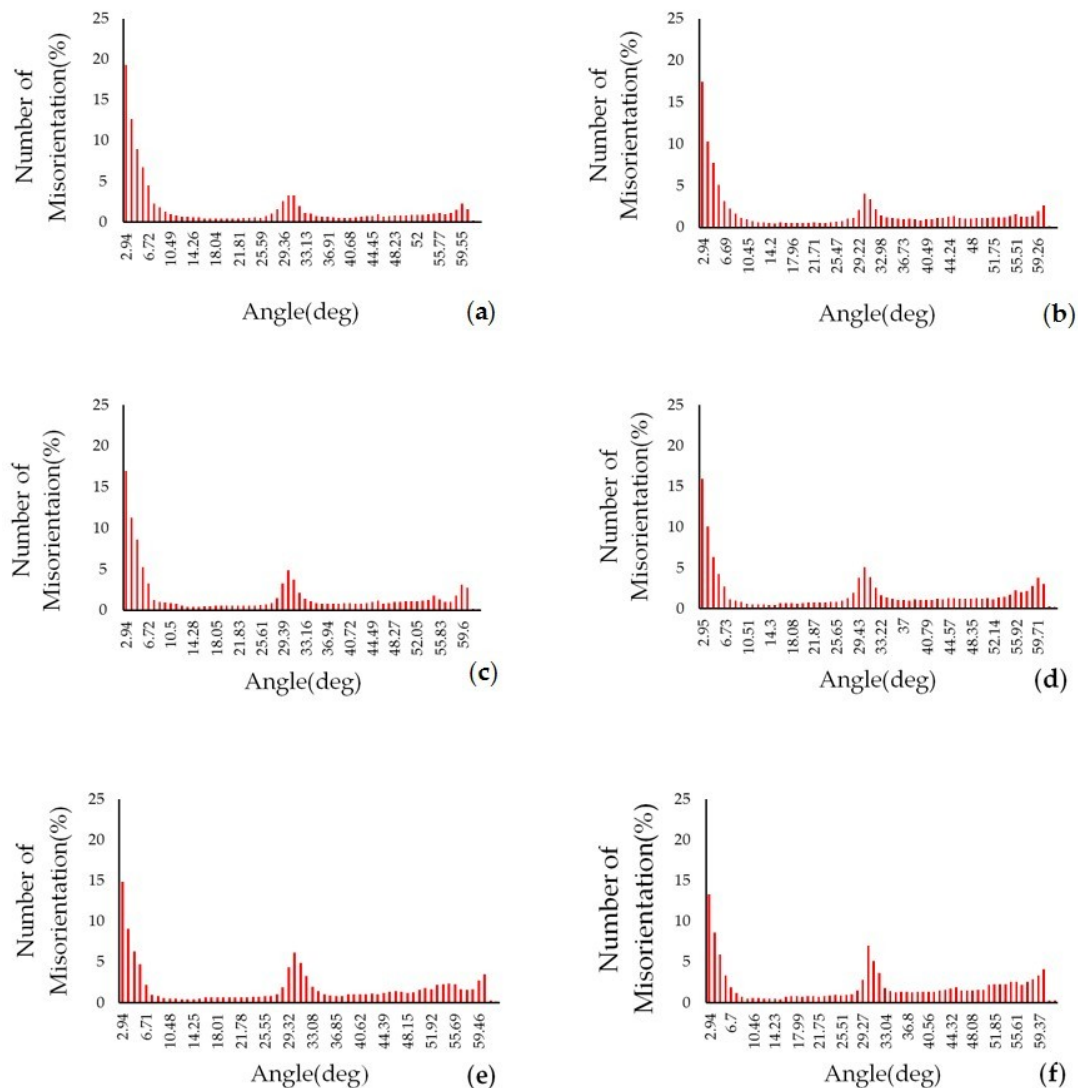 25
20
15
10
5
0
Number of
Misorientation(%)
2.94 6.72 10.49 14.26 18.04 21.81 25.59 29.36 33.13 36.91 40.68 44.45 48.23 52 55.77 59.55
Angle(deg)
(a)
25
20
15
10
5
0
Number of
Misorientation(%)
2.94 6.69 10.45 14.2 17.96 21.71 25.47 29.22 32.98 36.73 40.49 44.24 48 51.75 55.51 59.26
Angle(deg)
(b)
25
20
15
10
5
0
Number of
Misorientaion(%)
2.94 6.72 10.5 14.28 18.05 21.83 25.61 29.39 33.16 36.94 40.72 44.49 48.27 52.05 55.83 59.6
Angle(deg)
(c)
25
20
15
10
5
0
Number of
Misorientation(%)
2.95 6.73 10.51 14.3 18.08 21.87 25.65 29.43 33.22 37 40.79 44.57 48.35 52.14 55.92 59.71
Angle(deg)
(d)
25
20
15
10
5
0
Number of
Misorientation(%)
2.94 6.71 10.48 14.25 18.01 21.78 25.55 29.32 33.08 36.85 40.62 44.39 48.15 51.92 55.69 59.46
Angle(deg)
(e)
25
20
15
10
5
0
Number of
Misorientation(%)
2.94 6.7 10.46 14.23 17.99 21.75 25.51 29.27 33.04 36.8 40.56 44.32 48.08 51.85 55.61 59.37
Angle(deg)
(f)